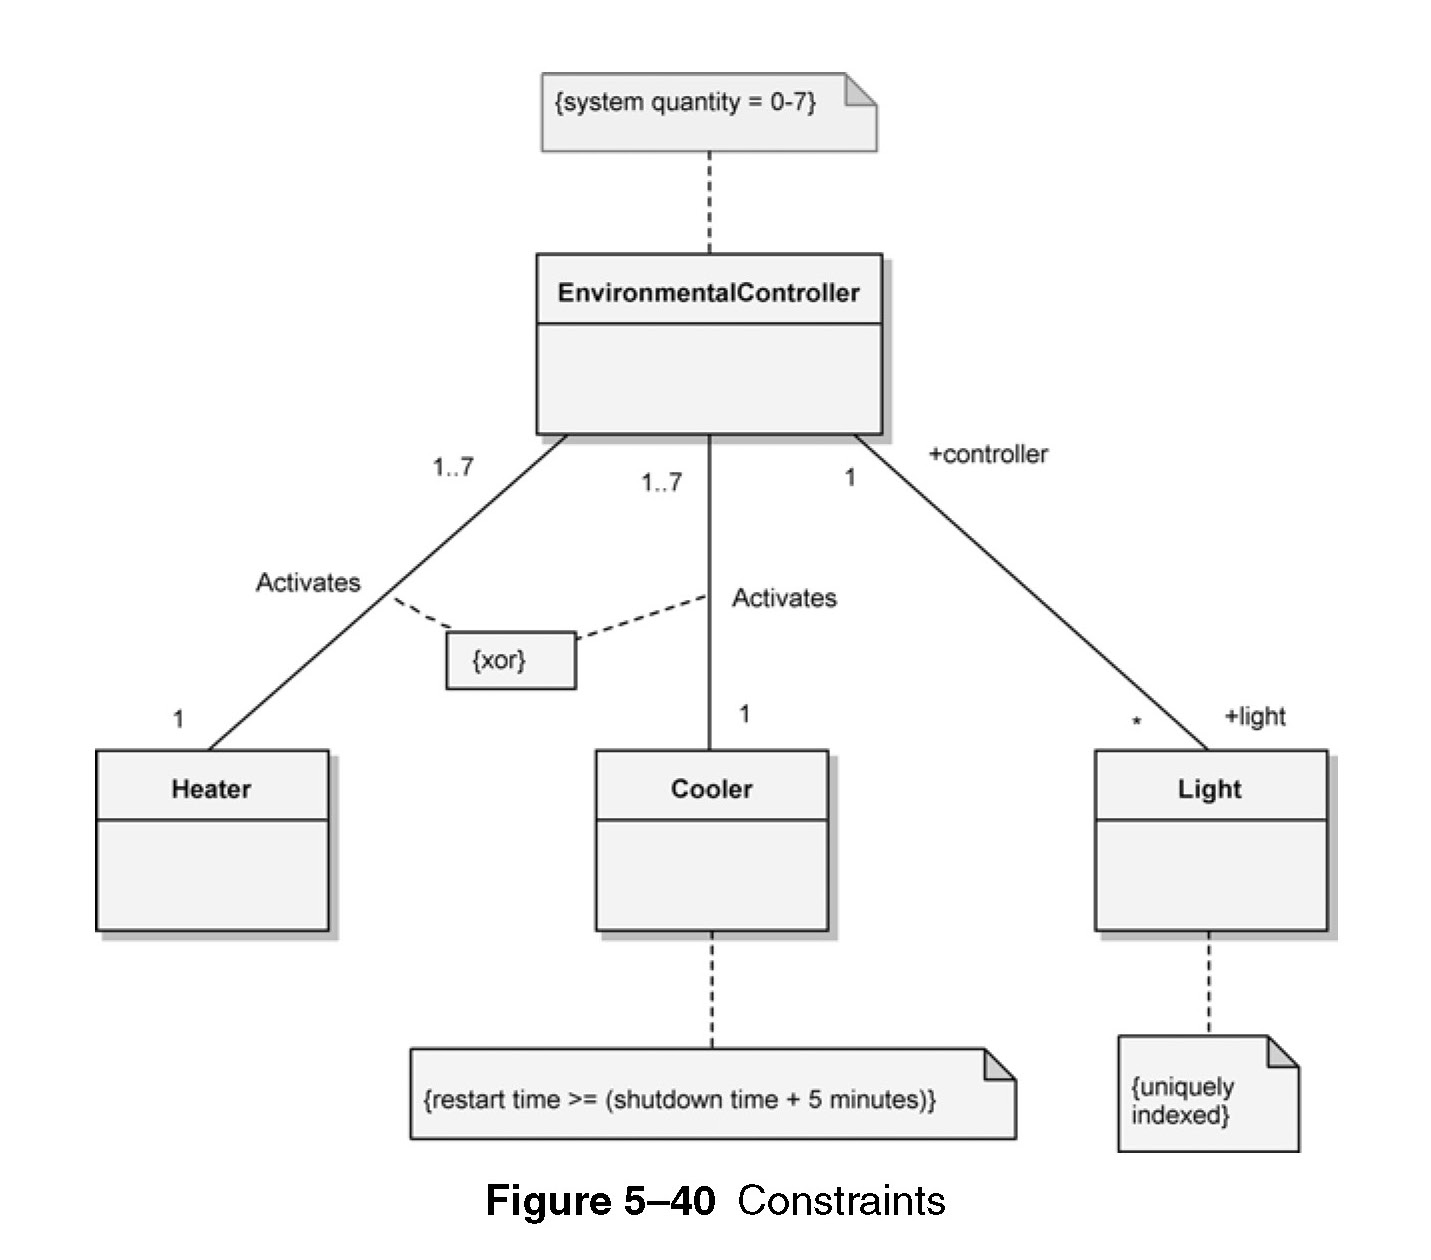 {system quantity = 0-7}
EnvironmentalController
+controller
1..7
1..7
1
Activates
Activates
{xor}
1
1
*
+light
Heater
Cooler
Light
{restart time >= (shutdown time + 5 minutes)}
{uniquely
indexed}
Figure 5–40 Constraints